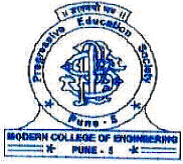 Progressive Education Society
Pune - 5
MODERN COLLEGE OF ENGINEERING
PUNE - 5